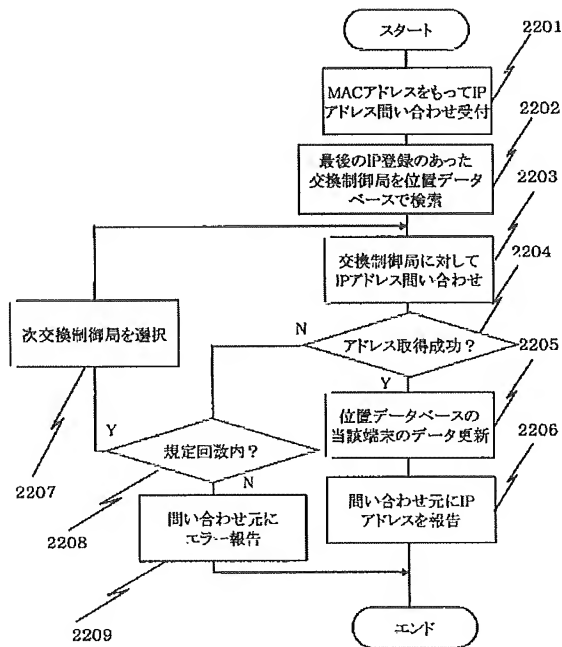 スタート
2201
MACアドレスをもってIP
アドレス問い合わせ受付
2202
最後のIP登録のあった
交換制御局を位置データ
ベースで検索
2203
交換制御局に対して
IPアドレス問い合わせ
2204
アドレス取得成功?
N
Y
2205
位置データベースの
当該端末のデータ更新
2206
問い合わせ元にIP
アドレスを報告
次交換制御局を選択
2207
Y
規定回数内?
N
2208
問い合わせ元に
エラー報告
2209
エンド